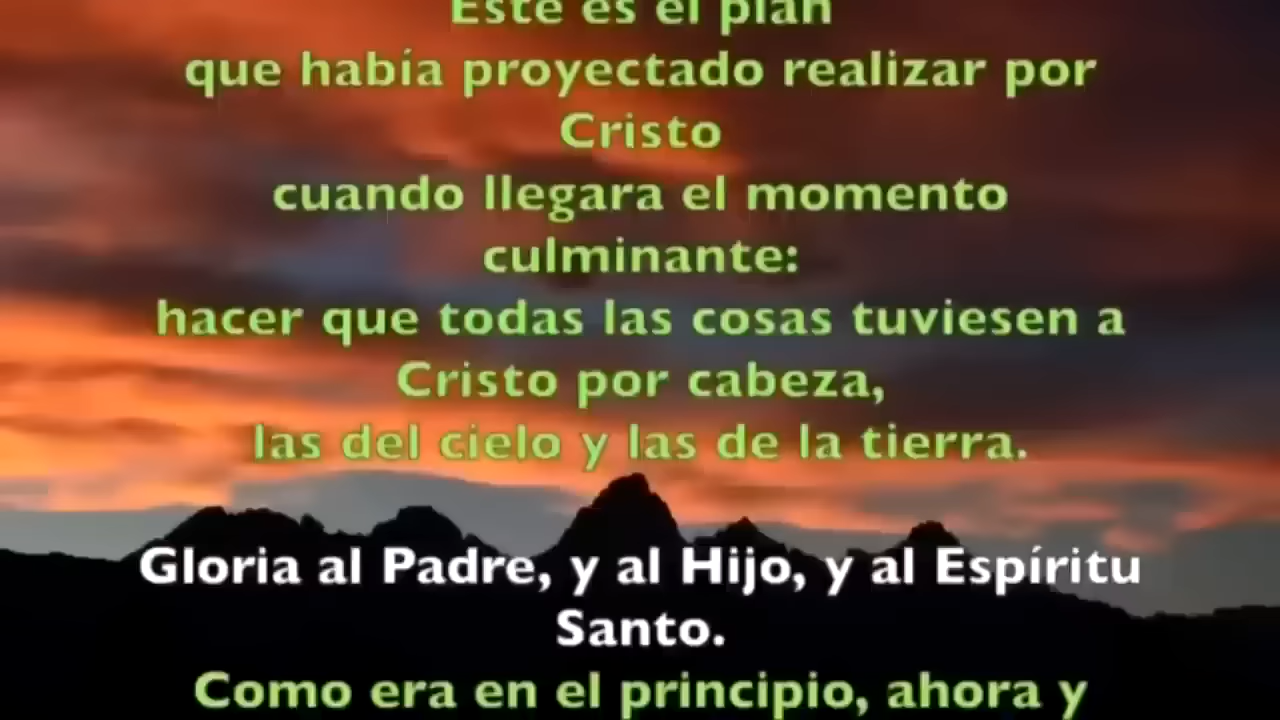 Este es el plan
que había proyectado realizar por
Cristo
cuando llegara el momento
culminante:
hacer que todas las cosas tuviesen a
Cristo por cabeza,
las del cielo y las de la tierra.
Gloria al Padre, y al Hijo, y al Espíritu
Santo.
Como era en el principio, ahora y